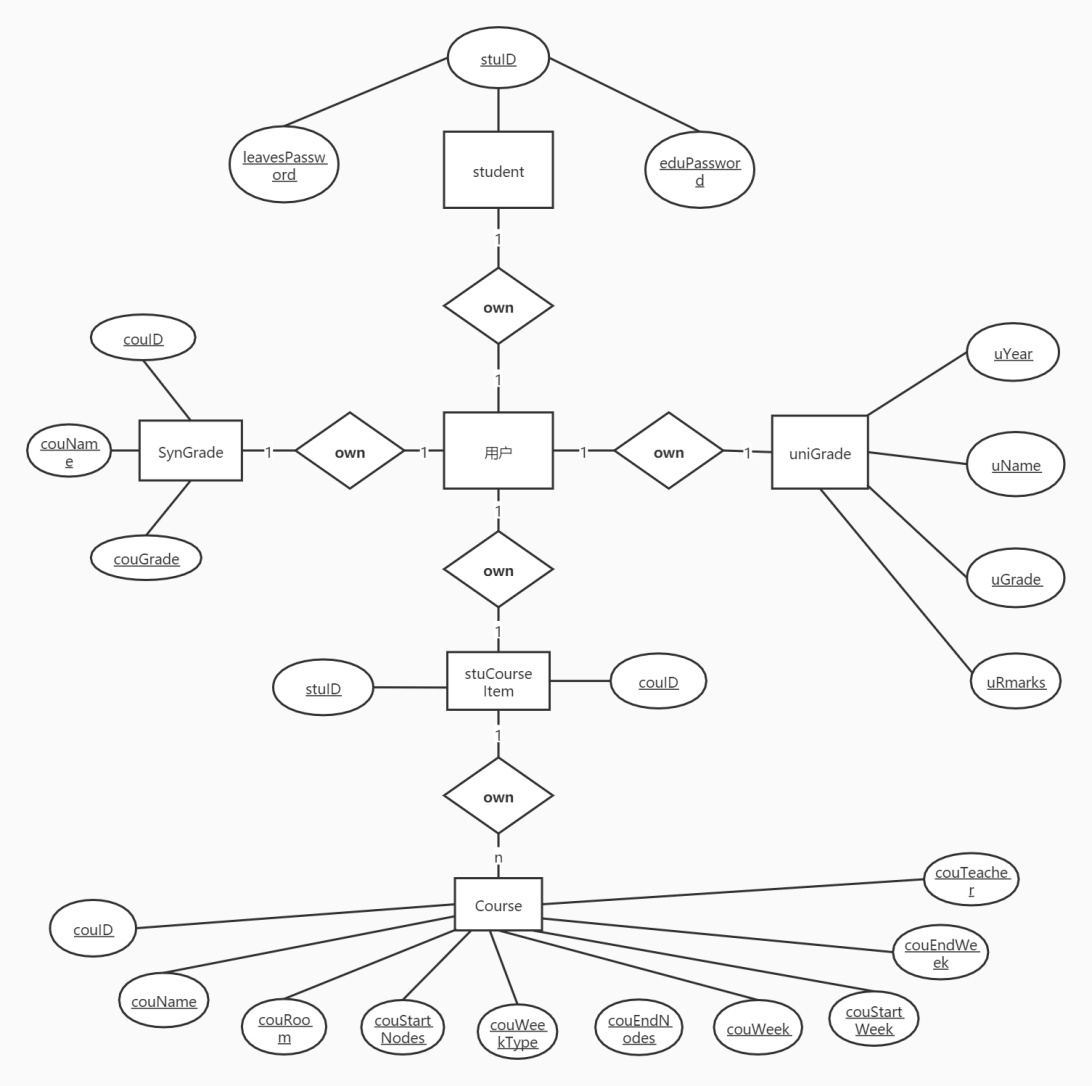 stuID
leavesPassw
ord
student
eduPasswor
d
1
own
1
couID
couNam
e
couGrade
SynGrade
1
own
1
用户
1
own
1
uniGrade
uYear
uName
uGrade
uRmarks
1
own
1
stuID
stuCourse
Item
couID
1
own
n
Course
couTeache
r
couID
couEndWe
ek
couName
couRoo
m
couStart
Nodes
couWee
kType
couEndN
odes
couWeek
couStart
Week